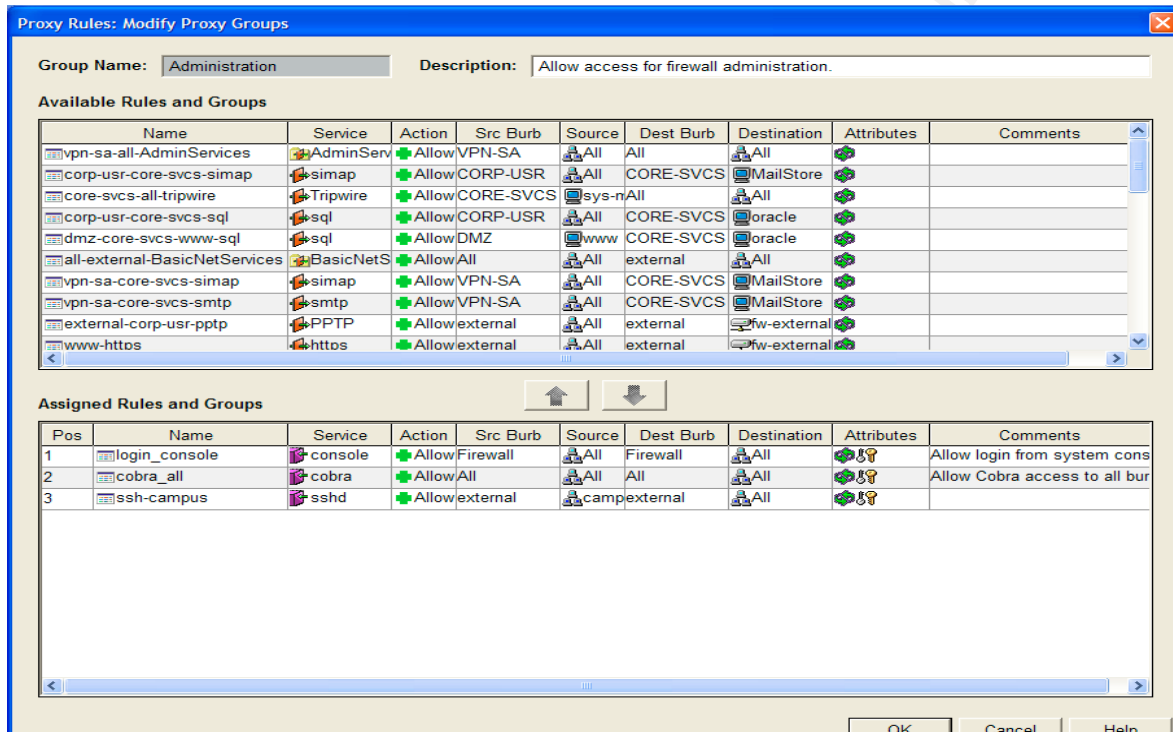 Proxy Rules: Modify Proxy Groups
Group Name: Administration Description: Allow access for firewall administration.
Available Rules and Groups
Name Service Action Src Burb Source Dest Burb Destination Attributes Comments
vpn-sa-all-AdminServices AdminServ Allow VPN-SA All All All
corp-usr-core-svcs-simap simap Allow CORP-USR All CORE-SVCS MailStore
core-svcs-all-tripwire Tripwire Allow CORE-SVCS sys-m All All
corp-usr-core-svcs-sql sql Allow CORP-USR All CORE-SVCS oracle
dmz-core-svcs-www-sql sql Allow DMZ www CORE-SVCS oracle
all-external-BasicNetServices BasicNetS Allow All All external All
vpn-sa-core-svcs-simap simap Allow VPN-SA All CORE-SVCS MailStore
vpn-sa-core-svcs-smtp smtp Allow VPN-SA All CORE-SVCS MailStore
external-corp-usr-pptp PPTP Allow external All external fw-external
www-https https Allow external All external fw-external
Assigned Rules and Groups
Pos Name Service Action Src Burb Source Dest Burb Destination Attributes Comments
1 login_console console Allow Firewall All Firewall All Allow login from system cons
2 cobra_all cobra Allow All All All All Allow Cobra access to all bur
3 ssh-campus sshd Allow external camp external All
OK Cancel Help